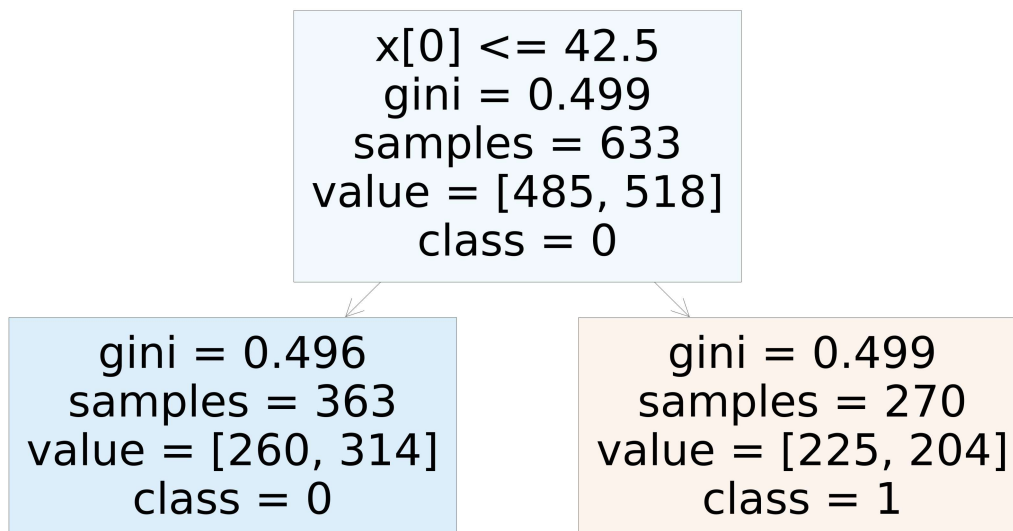 x[0] <= 42.5
gini = 0.499
samples = 633
value = [485, 518]
class = 0
gini = 0.496
samples = 363
value = [260, 314]
class = 0
gini = 0.499
samples = 270
value = [225, 204]
class = 1